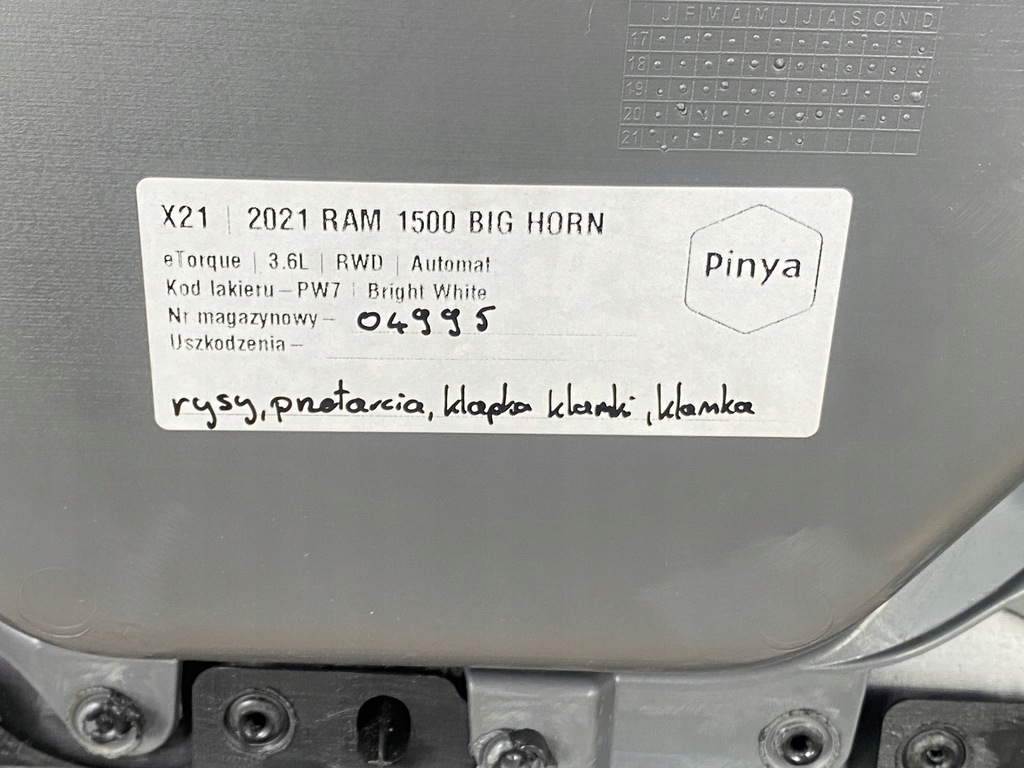 J F M A M J J A S O N D
17
18
19
20
21
X21 | 2021 RAM 1500 BIG HORN
eTorque | 3.6L | RWD | Automat
Kod lakieru – PW7 | Bright White
Nr magazynowy – 04995
Uszkodzenia –
rysy, przetarcia, klapka klamki, klamka
Pinya